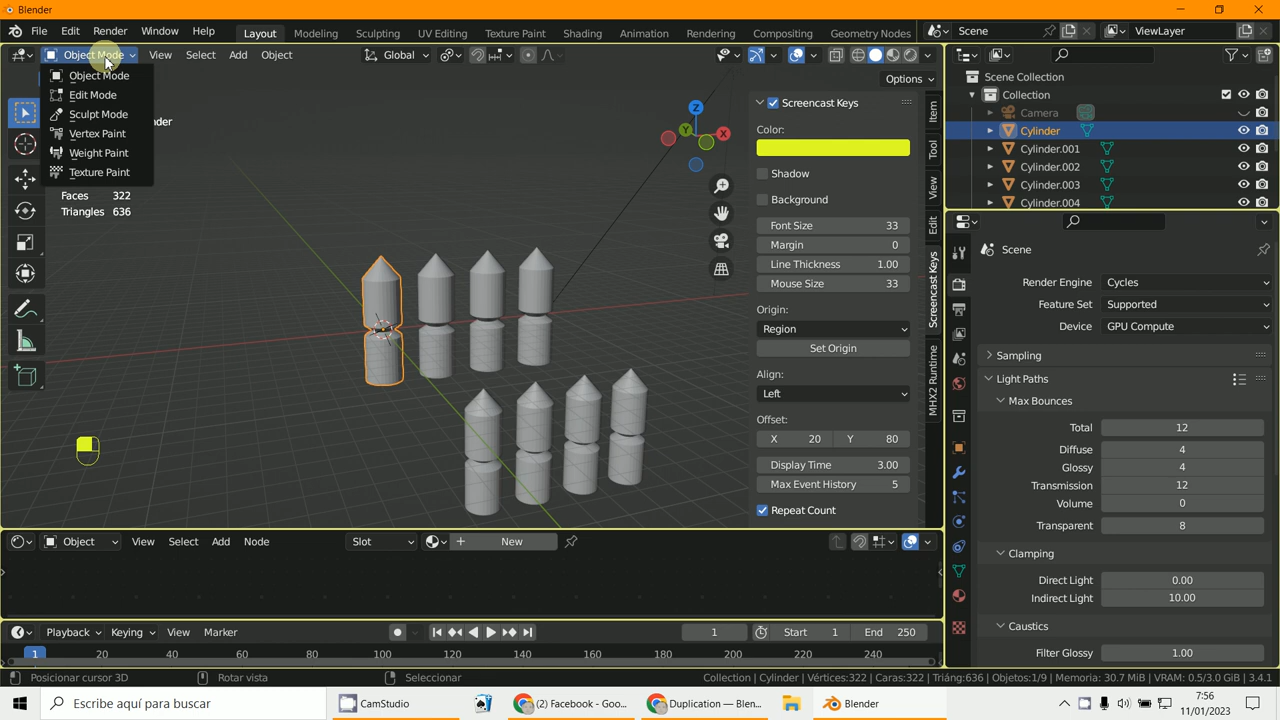 Blender
File Edit Render Window Help Layout Modeling Sculpting UV Editing Texture Paint Shading Animation Rendering Compositing Geometry Nodes Scene ViewLayer
Object Mode View Select Add Object Global
Options
Object Mode
Edit Mode
Sculpt Mode
Vertex Paint
Weight Paint
Texture Paint
nder
Faces 322
Triangles 636
Z
Y
X
Screencast Keys
Color:
Shadow
Background
Font Size 33
Margin 0
Line Thickness 1.00
Mouse Size 33
Origin:
Region
Set Origin
Align:
Left
Offset:
X 20 Y 80
Display Time 3.00
Max Event History 5
Repeat Count
Item
Tool
View
Edit
Screencast Keys
MHX2 Runtime
Scene Collection
Collection
Camera
Cylinder
Cylinder.001
Cylinder.002
Cylinder.003
Cylinder.004
Scene
Render Engine Cycles
Feature Set Supported
Device GPU Compute
Sampling
Light Paths
Max Bounces
Total 12
Diffuse 4
Glossy 4
Transmission 12
Volume 0
Transparent 8
Clamping
Direct Light 0.00
Indirect Light 10.00
Caustics
Filter Glossy 1.00
Object View Select Add Node Slot New
Playback Keying View Marker 1 Start 1 End 250
1 20 40 60 80 100 120 140 160 180 200 220 240
Posicionar cursor 3D Rotar vista Seleccionar Collection | Cylinder | Vértices:322 | Caras:322 | Triáng:636 | Objetos:1/9 | Memoria: 30.7 MiB | VRAM: 0.5/3.0 GiB | 3.4.1
Escribe aquí para buscar CamStudio (2) Facebook - Goo... Duplication — Blen... Blender
7:56
11/01/2023